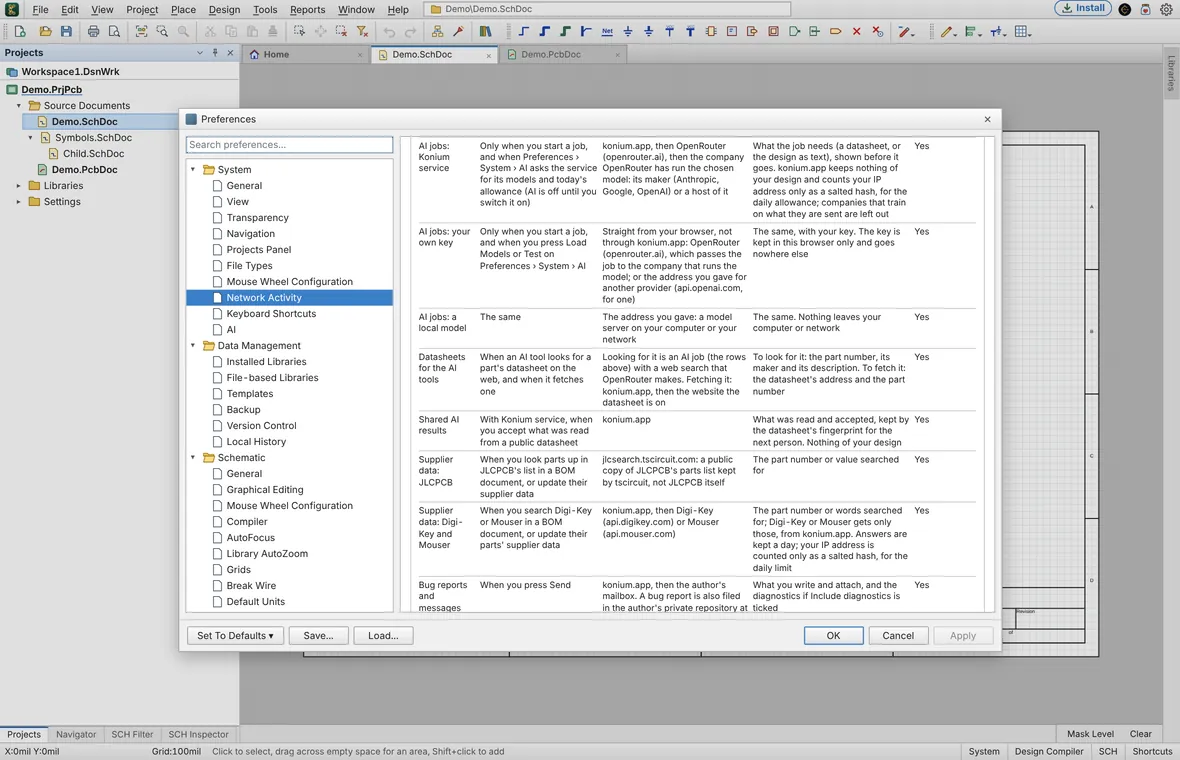 File Edit View Project Place Design Tools Reports Window Help
Demo\Demo.SchDoc
Install
Projects
Home
Demo.SchDoc
Demo.PcbDoc
Libraries
Workspace1.DsnWrk
Demo.PrjPcb
Source Documents
Demo.SchDoc
Symbols.SchDoc
Child.SchDoc
Demo.PcbDoc
Libraries
Settings
Preferences
Search preferences...
System
General
View
Transparency
Navigation
Projects Panel
File Types
Mouse Wheel Configuration
Network Activity
Keyboard Shortcuts
AI
Data Management
Installed Libraries
File-based Libraries
Templates
Backup
Version Control
Local History
Schematic
General
Graphical Editing
Mouse Wheel Configuration
Compiler
AutoFocus
Library AutoZoom
Grids
Break Wire
Default Units
AI jobs:
Konium
service
Only when you start a job,
and when Preferences ›
System › AI asks the service
for its models and today's
allowance (AI is off until you
switch it on)
konium.app, then OpenRouter
(openrouter.ai), then the company
OpenRouter has run the chosen
model: its maker (Anthropic,
Google, OpenAI) or a host of it
What the job needs (a datasheet, or
the design as text), shown before it
goes. konium.app keeps nothing of
your design and counts your IP
address only as a salted hash, for the
daily allowance; companies that train
on what they are sent are left out
Yes
AI jobs: your
own key
Only when you start a job,
and when you press Load
Models or Test on
Preferences › System › AI
Straight from your browser, not
through konium.app: OpenRouter
(openrouter.ai), which passes the
job to the company that runs the
model; or the address you gave for
another provider (api.openai.com,
for one)
The same, with your key. The key is
kept in this browser only and goes
nowhere else
Yes
AI jobs: a
local model
The same
The address you gave: a model
server on your computer or your
network
The same. Nothing leaves your
computer or network
Yes
Datasheets
for the AI
tools
When an AI tool looks for a
part's datasheet on the
web, and when it fetches
one
Looking for it is an AI job (the rows
above) with a web search that
OpenRouter makes. Fetching it:
konium.app, then the website the
datasheet is on
To look for it: the part number, its
maker and its description. To fetch it:
the datasheet's address and the part
number
Yes
Shared AI
results
With Konium service, when
you accept what was read
from a public datasheet
konium.app
What was read and accepted, kept by
the datasheet's fingerprint for the
next person. Nothing of your design
Yes
Supplier
data:
JLCPCB
When you look parts up in
JLCPCB's list in a BOM
document, or update their
supplier data
jlcsearch.tscircuit.com: a public
copy of JLCPCB's parts list kept
by tscircuit, not JLCPCB itself
The part number or value searched
for
Yes
Supplier
data: Digi-
Key and
Mouser
When you search Digi-Key
or Mouser in a BOM
document, or update their
parts' supplier data
konium.app, then Digi-Key
(api.digikey.com) or Mouser
(api.mouser.com)
The part number or words searched
for; Digi-Key or Mouser gets only
those, from konium.app. Answers are
kept a day; your IP address is
counted only as a salted hash, for the
daily limit
Yes
Bug reports
and
messages
When you press Send
konium.app, then the author's
mailbox. A bug report is also filed
in the author's private repository at
What you write and attach, and the
diagnostics if Include diagnostics is
ticked
Yes
Set To Defaults ▾
Save...
Load...
OK
Cancel
Apply
Net
A
B
C
D
Revision
of
Projects Navigator SCH Filter SCH Inspector
Mask Level Clear
X:0mil Y:0mil Grid:100mil Click to select, drag across empty space for an area, Shift+click to add
System Design Compiler SCH Shortcuts